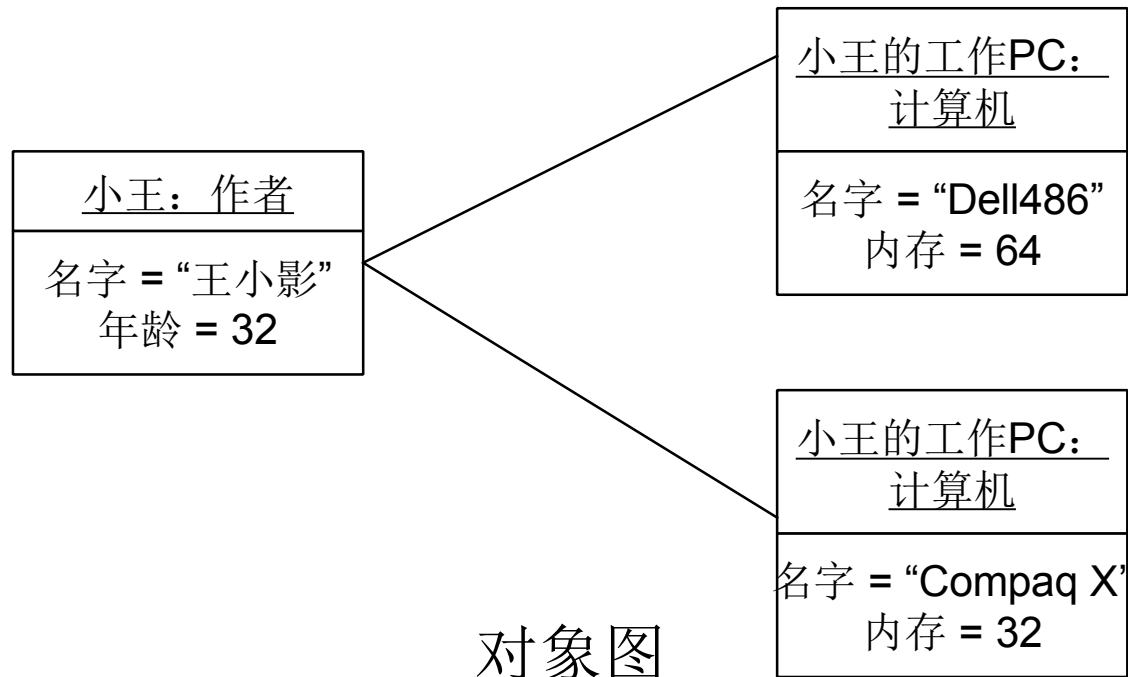 小王：作者
名字 = “王小影”
年龄 = 32
小王的工作PC：
计算机
名字 = “Dell486”
内存 = 64
小王的工作PC：
计算机
名字 = “Compaq X”
内存 = 32
对象图